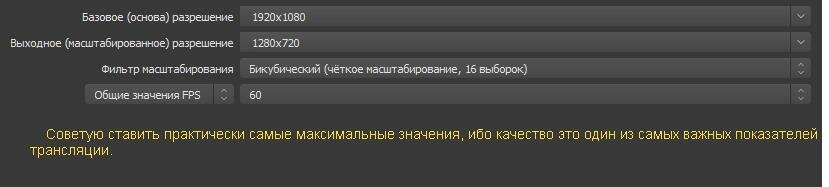 Базовое (основа) разрешение 1920x1080
Выходное (масштабированное) разрешение 1280x720
Фильтр масштабирования Бикубический (чёткое масштабирование, 16 выборок)
Общие значения FPS 60
Советую ставить практически самые максимальные значения, ибо качество это один из самых важных показателей
трансляции.